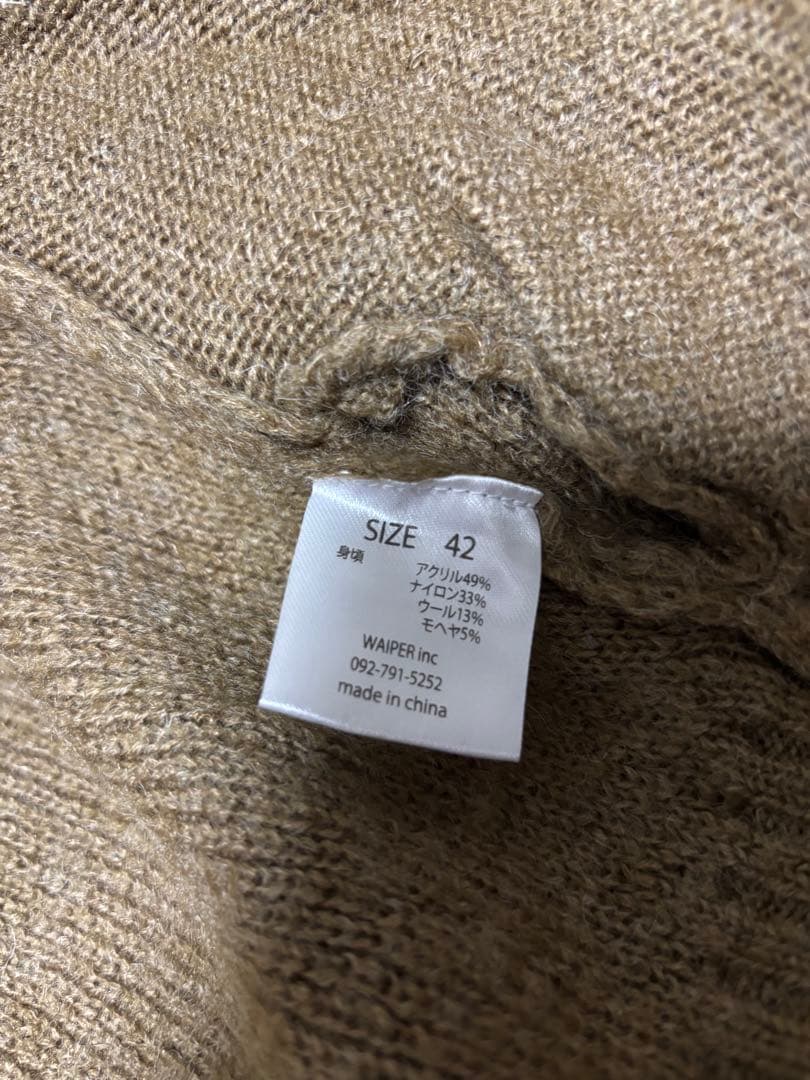 SIZE 42
身頃 アクリル49%
ナイロン33%
ウール13%
モヘヤ5%
WAIPER inc
092-791-5252
made in china